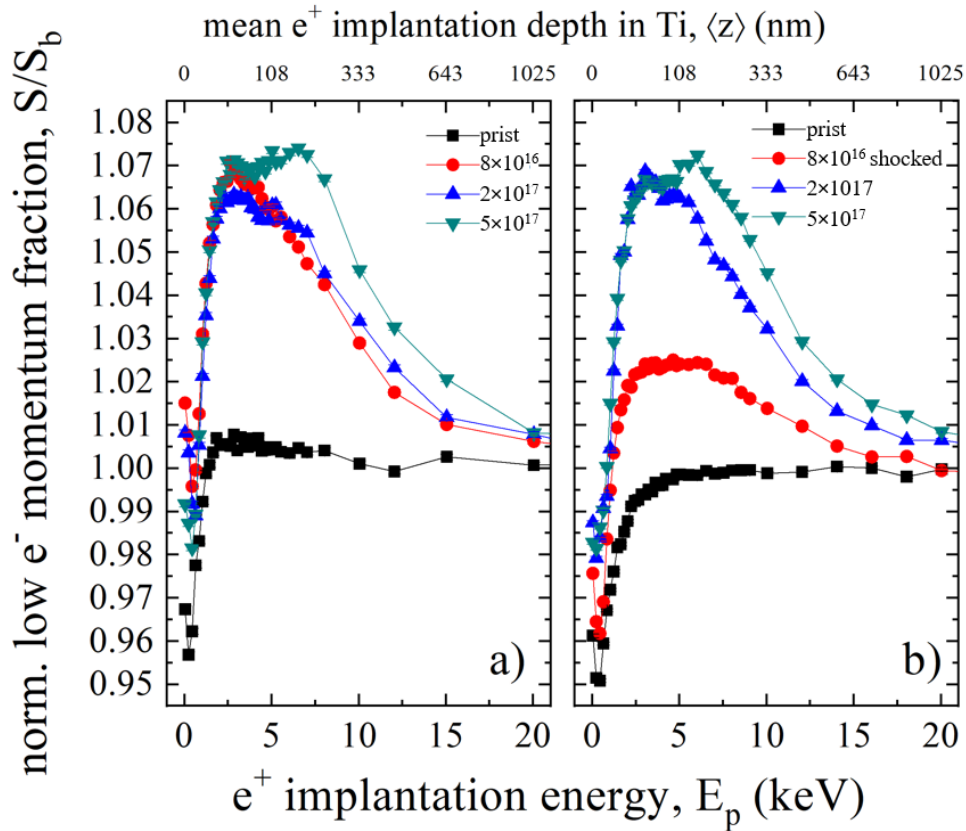 mean e⁺ implantation depth in Ti, ⟨z⟩ (nm)
0 108 333 643 1025 0 108 333 643 1025
norm. low e⁻ momentum fraction, S/S_b
1.08
1.07
1.06
1.05
1.04
1.03
1.02
1.01
1.00
0.99
0.98
0.97
0.96
0.95
prist
8×10¹⁶
2×10¹⁷
5×10¹⁷
a)
prist
8×10¹⁶ shocked
2×1017
5×10¹⁷
b)
0 5 10 15 20 0 5 10 15 20
e⁺ implantation energy, E_p (keV)